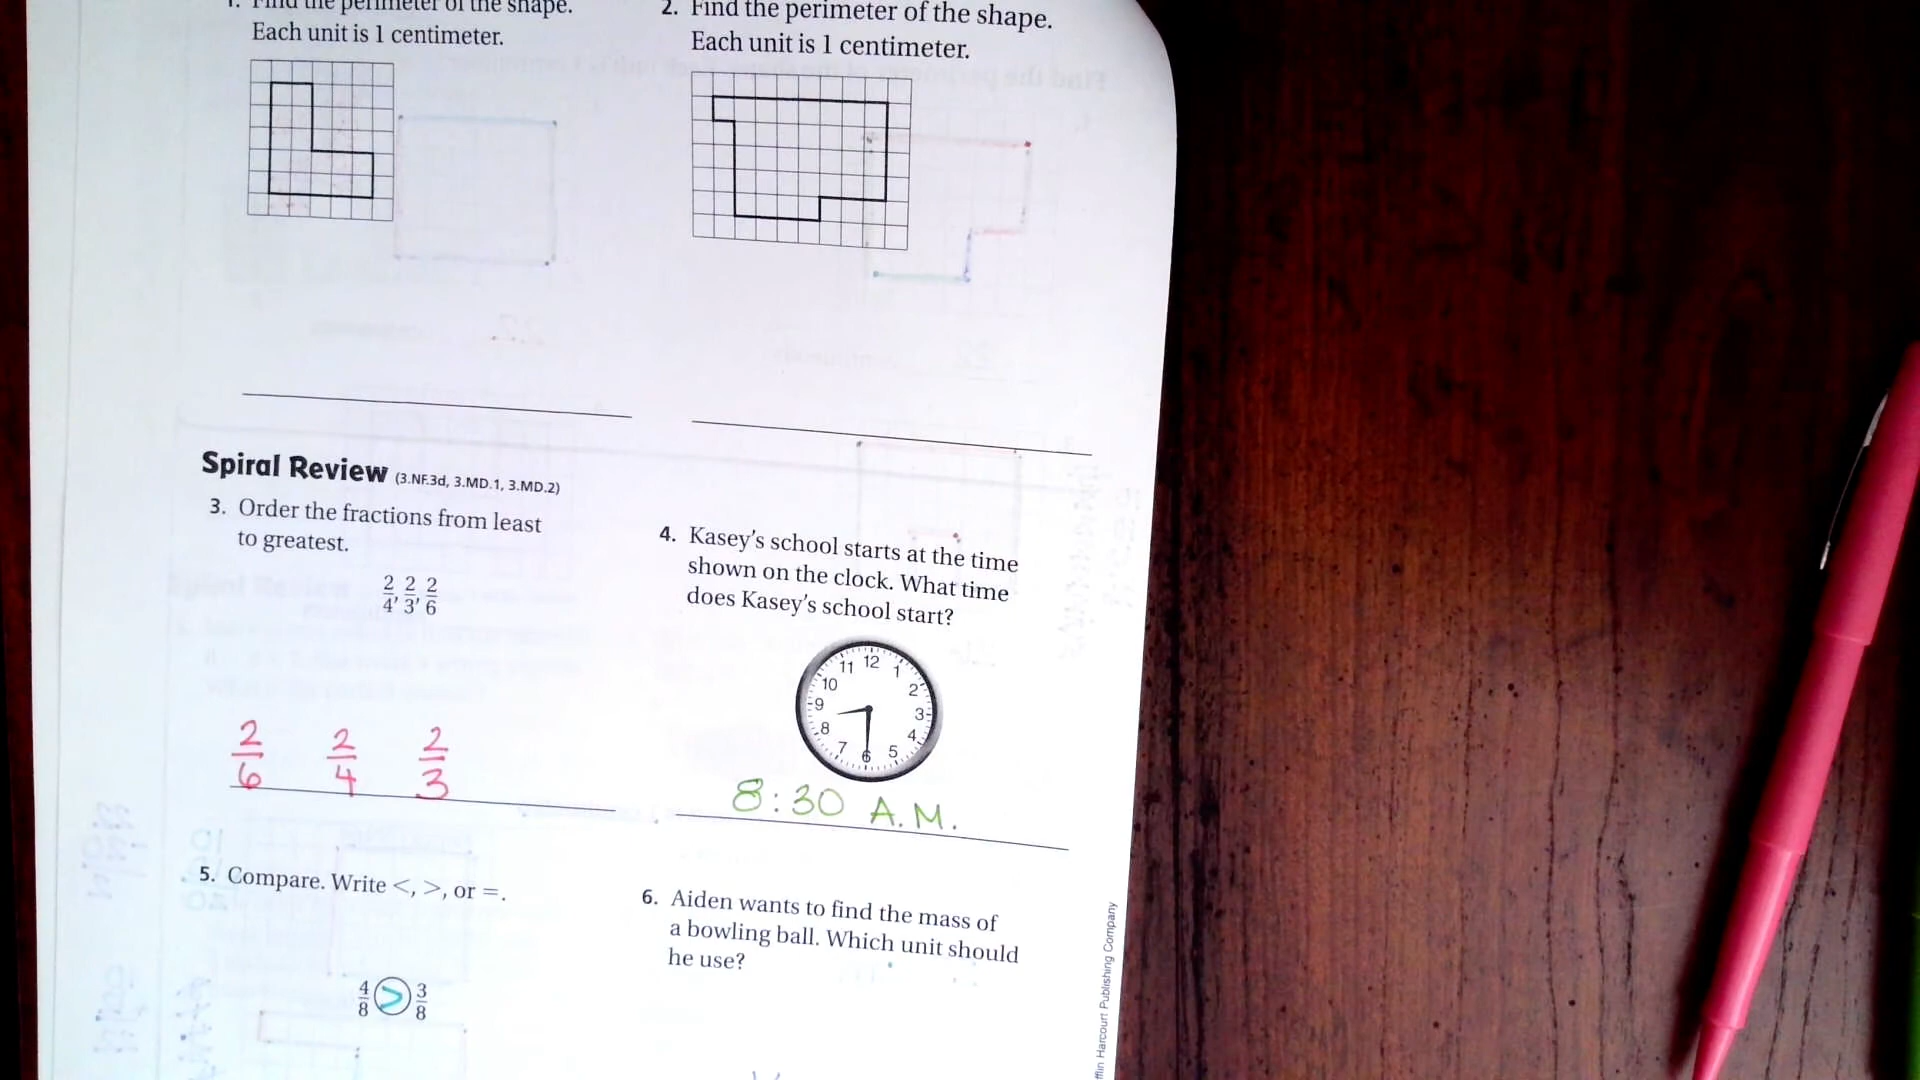 1. Find the perimeter of the shape.
Each unit is 1 centimeter.
2. Find the perimeter of the shape.
Each unit is 1 centimeter.
Spiral Review (3.NF.3d, 3.MD.1, 3.MD.2)
3. Order the fractions from least
to greatest.
2/4, 2/3, 2/6
2/6 2/4 2/3
4. Kasey's school starts at the time
shown on the clock. What time
does Kasey's school start?
12 1 2 3 4 5 6 7 8 9 10 11
8:30 A.M.
5. Compare. Write <, >, or =.
4/8 > 3/8
6. Aiden wants to find the mass of
a bowling ball. Which unit should
he use?
fflin Harcourt Publishing Company